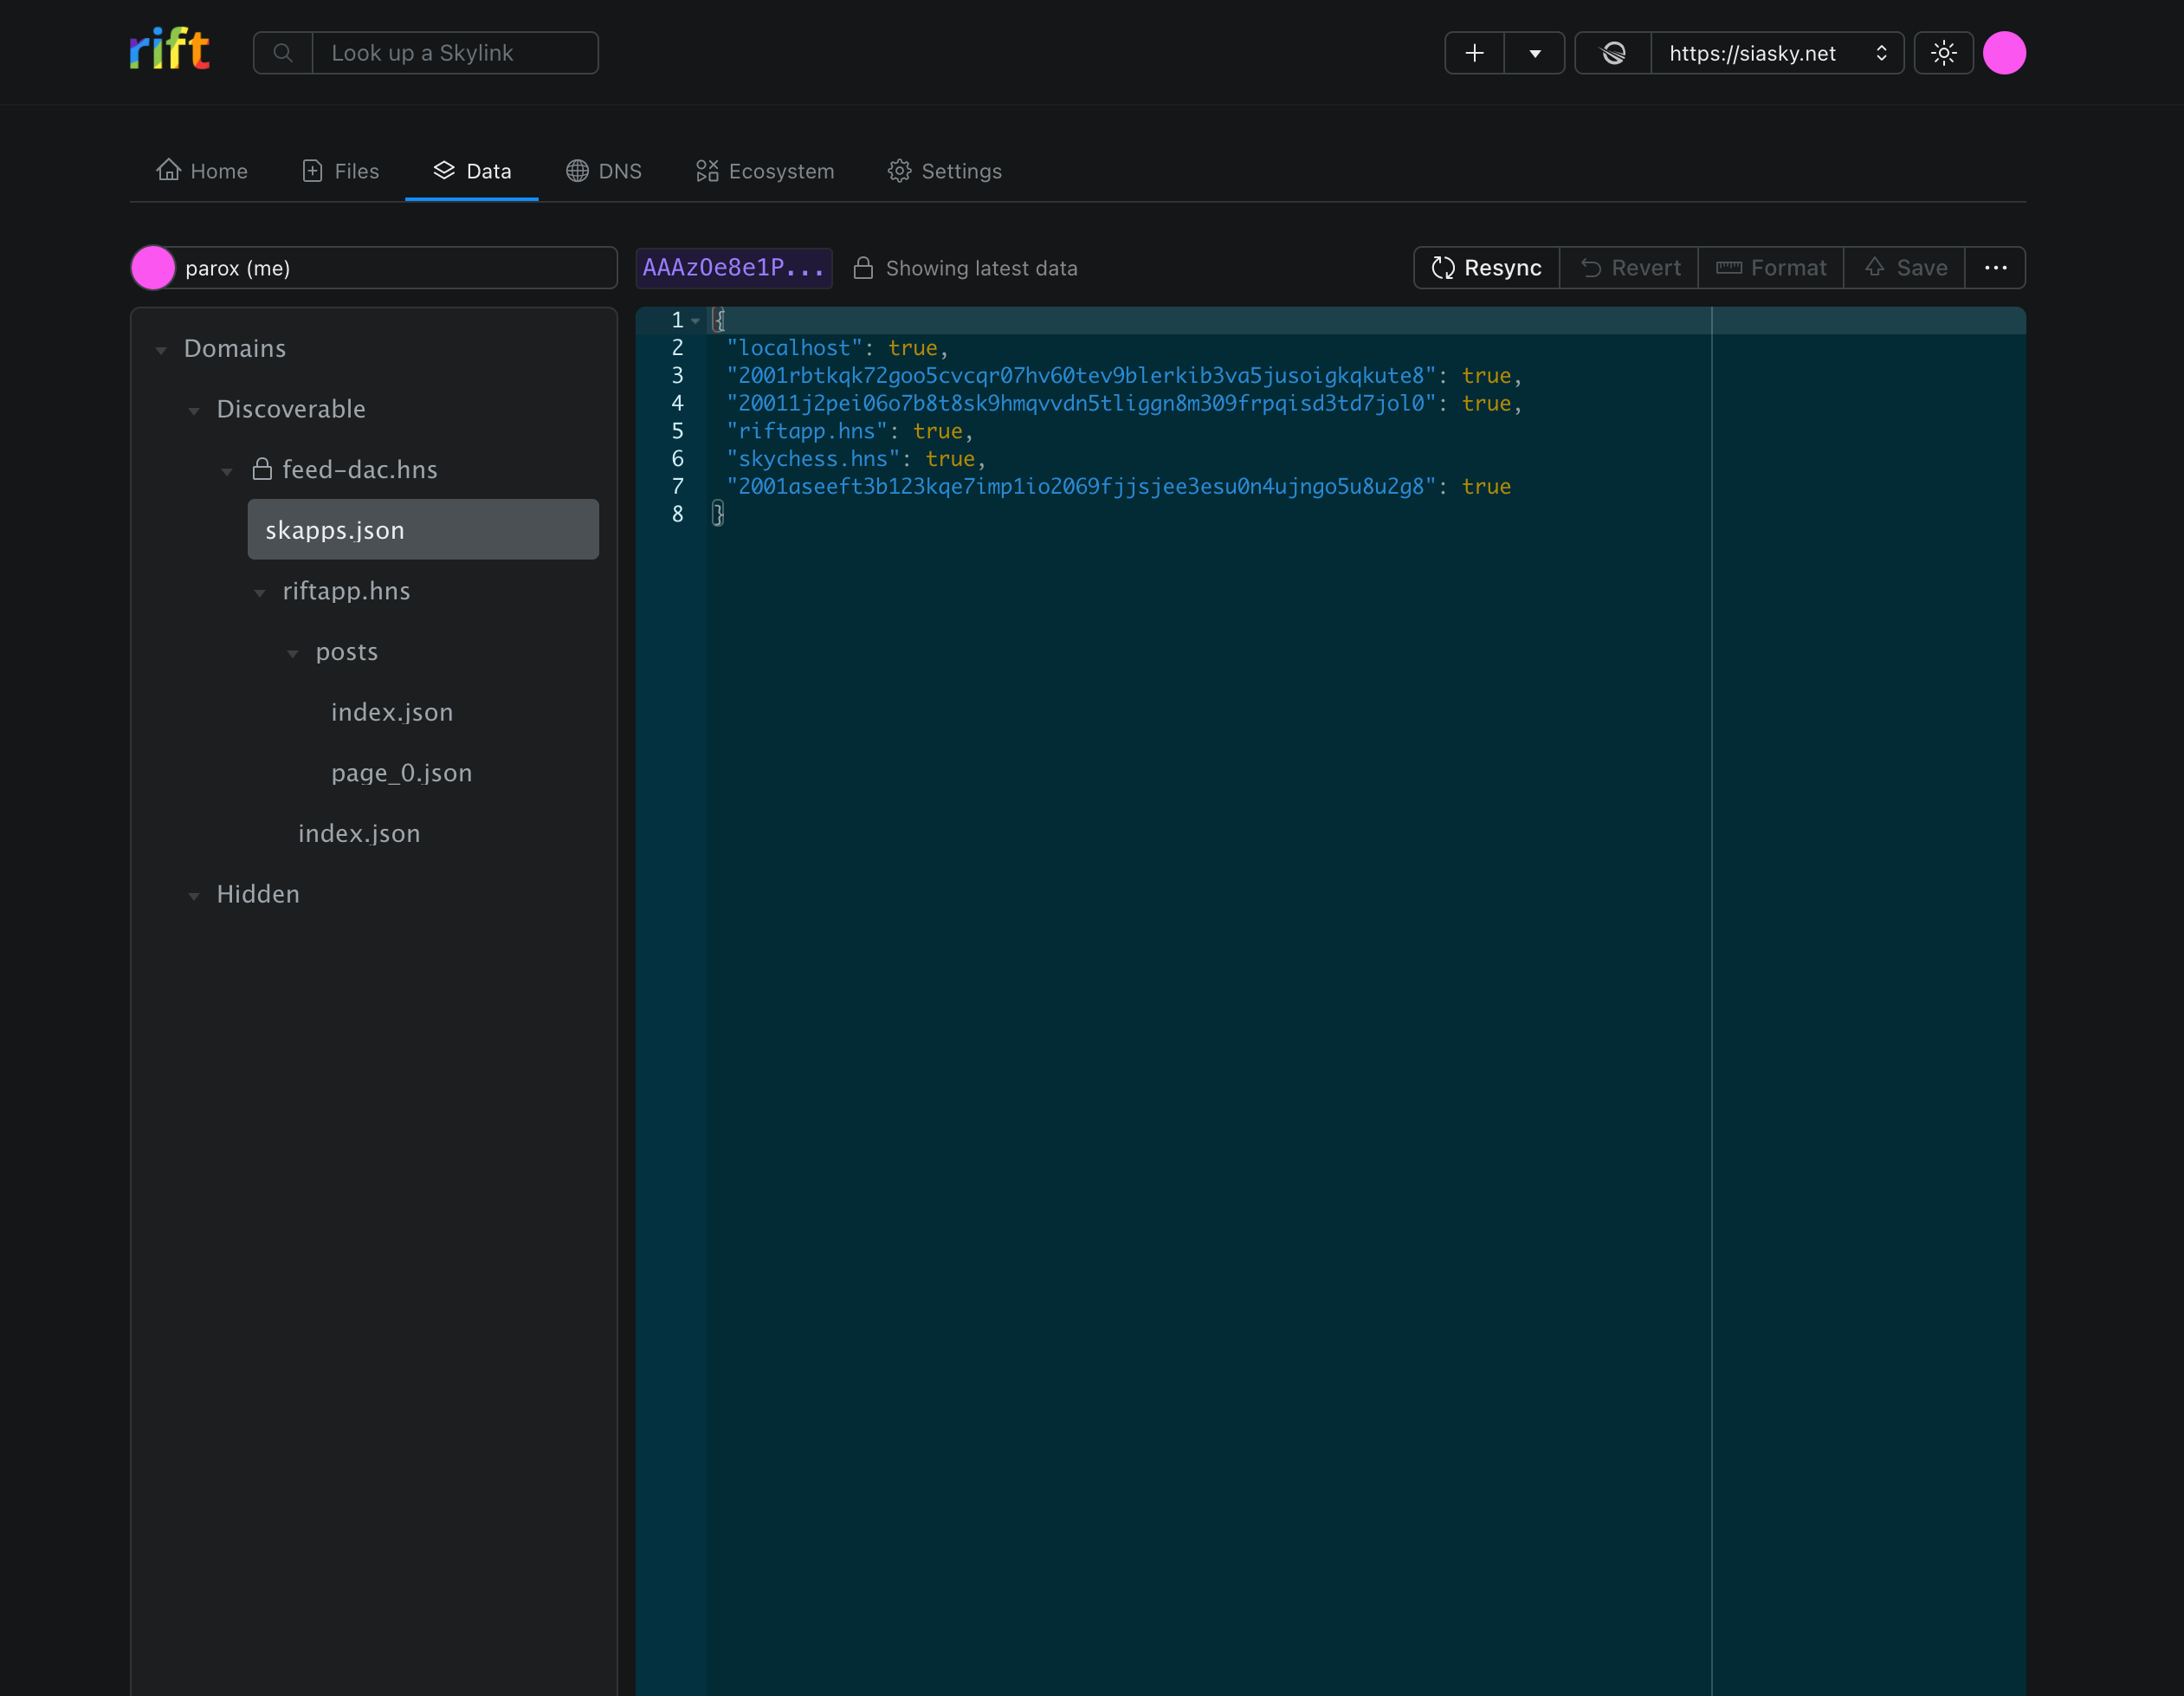 rift
Look up a Skylink
https://siasky.net
Home
Files
Data
DNS
Ecosystem
Settings
parox (me)
AAAzOe8e1P...
Showing latest data
Resync
Revert
Format
Save
Domains
Discoverable
feed-dac.hns
skapps.json
riftapp.hns
posts
index.json
page_0.json
index.json
Hidden
1 {
2 "localhost": true,
3 "2001rbtkqk72goo5cvcqr07hv60tev9blerkib3va5jusoigkqkute8": true,
4 "20011j2pei06o7b8t8sk9hmqvvdn5tliggn8m309frpqisd3td7jol0": true,
5 "riftapp.hns": true,
6 "skychess.hns": true,
7 "2001aseeft3b123kqe7imp1io2069fjjsjee3esu0n4ujngo5u8u2g8": true
8 }